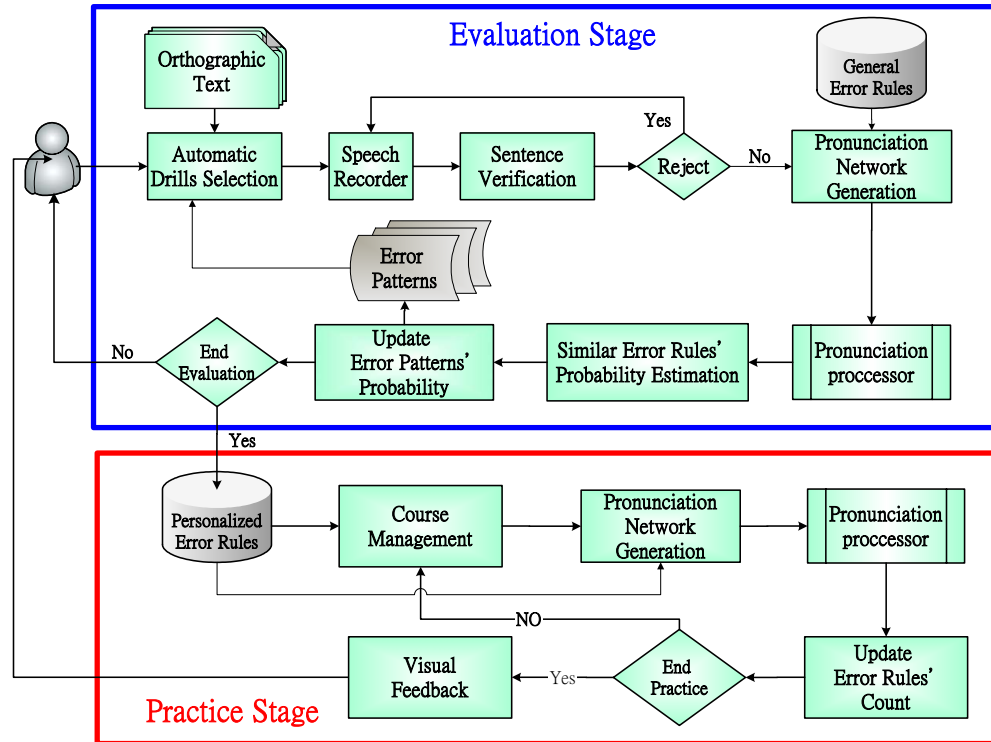 Evaluation Stage
Orthographic
Text
General
Error Rules
Yes
Automatic
Drills Selection
Speech
Recorder
Sentence
Verification
Reject
No
Pronunciation
Network
Generation
Error
Patterns
No
End
Evaluation
Update
Error Patterns'
Probability
Similar Error Rules'
Probability Estimation
Pronunciation
proccessor
Yes
Personalized
Error Rules
Course
Management
Pronunciation
Network
Generation
Pronunciation
proccessor
NO
Visual
Feedback
Yes
End
Practice
Update
Error Rules'
Count
Practice Stage